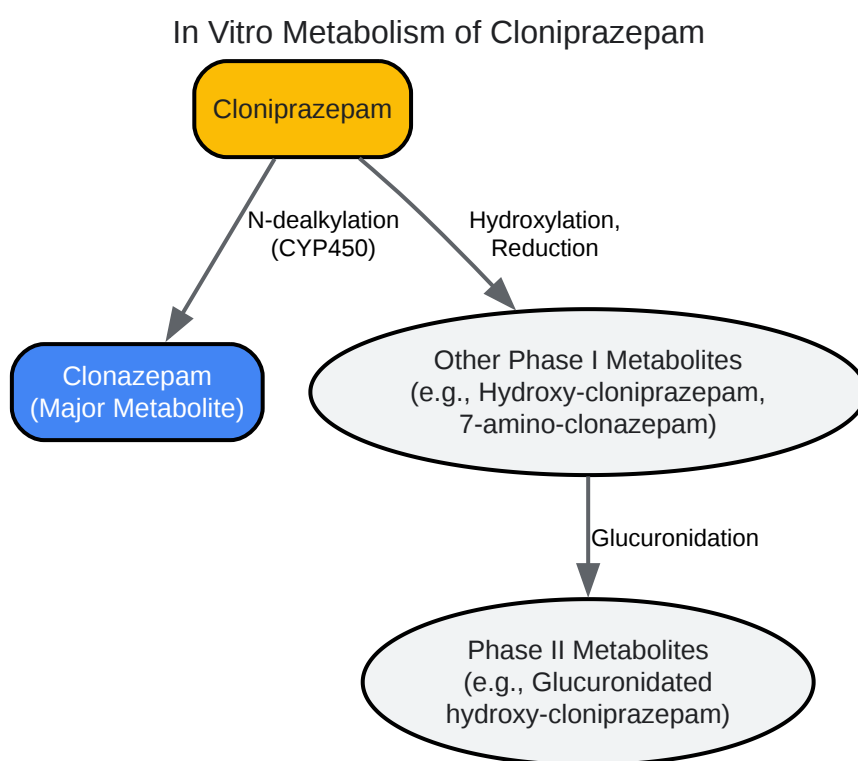 In Vitro Metabolism of Cloniprazepam
Cloniprazepam
N-dealkylation
(CYP450)
Hydroxylation,
Reduction
Clonazepam
(Major Metabolite)
Other Phase I Metabolites
(e.g., Hydroxy-cloniprazepam,
7-amino-clonazepam)
Glucuronidation
Phase II Metabolites
(e.g., Glucuronidated
hydroxy-cloniprazepam)